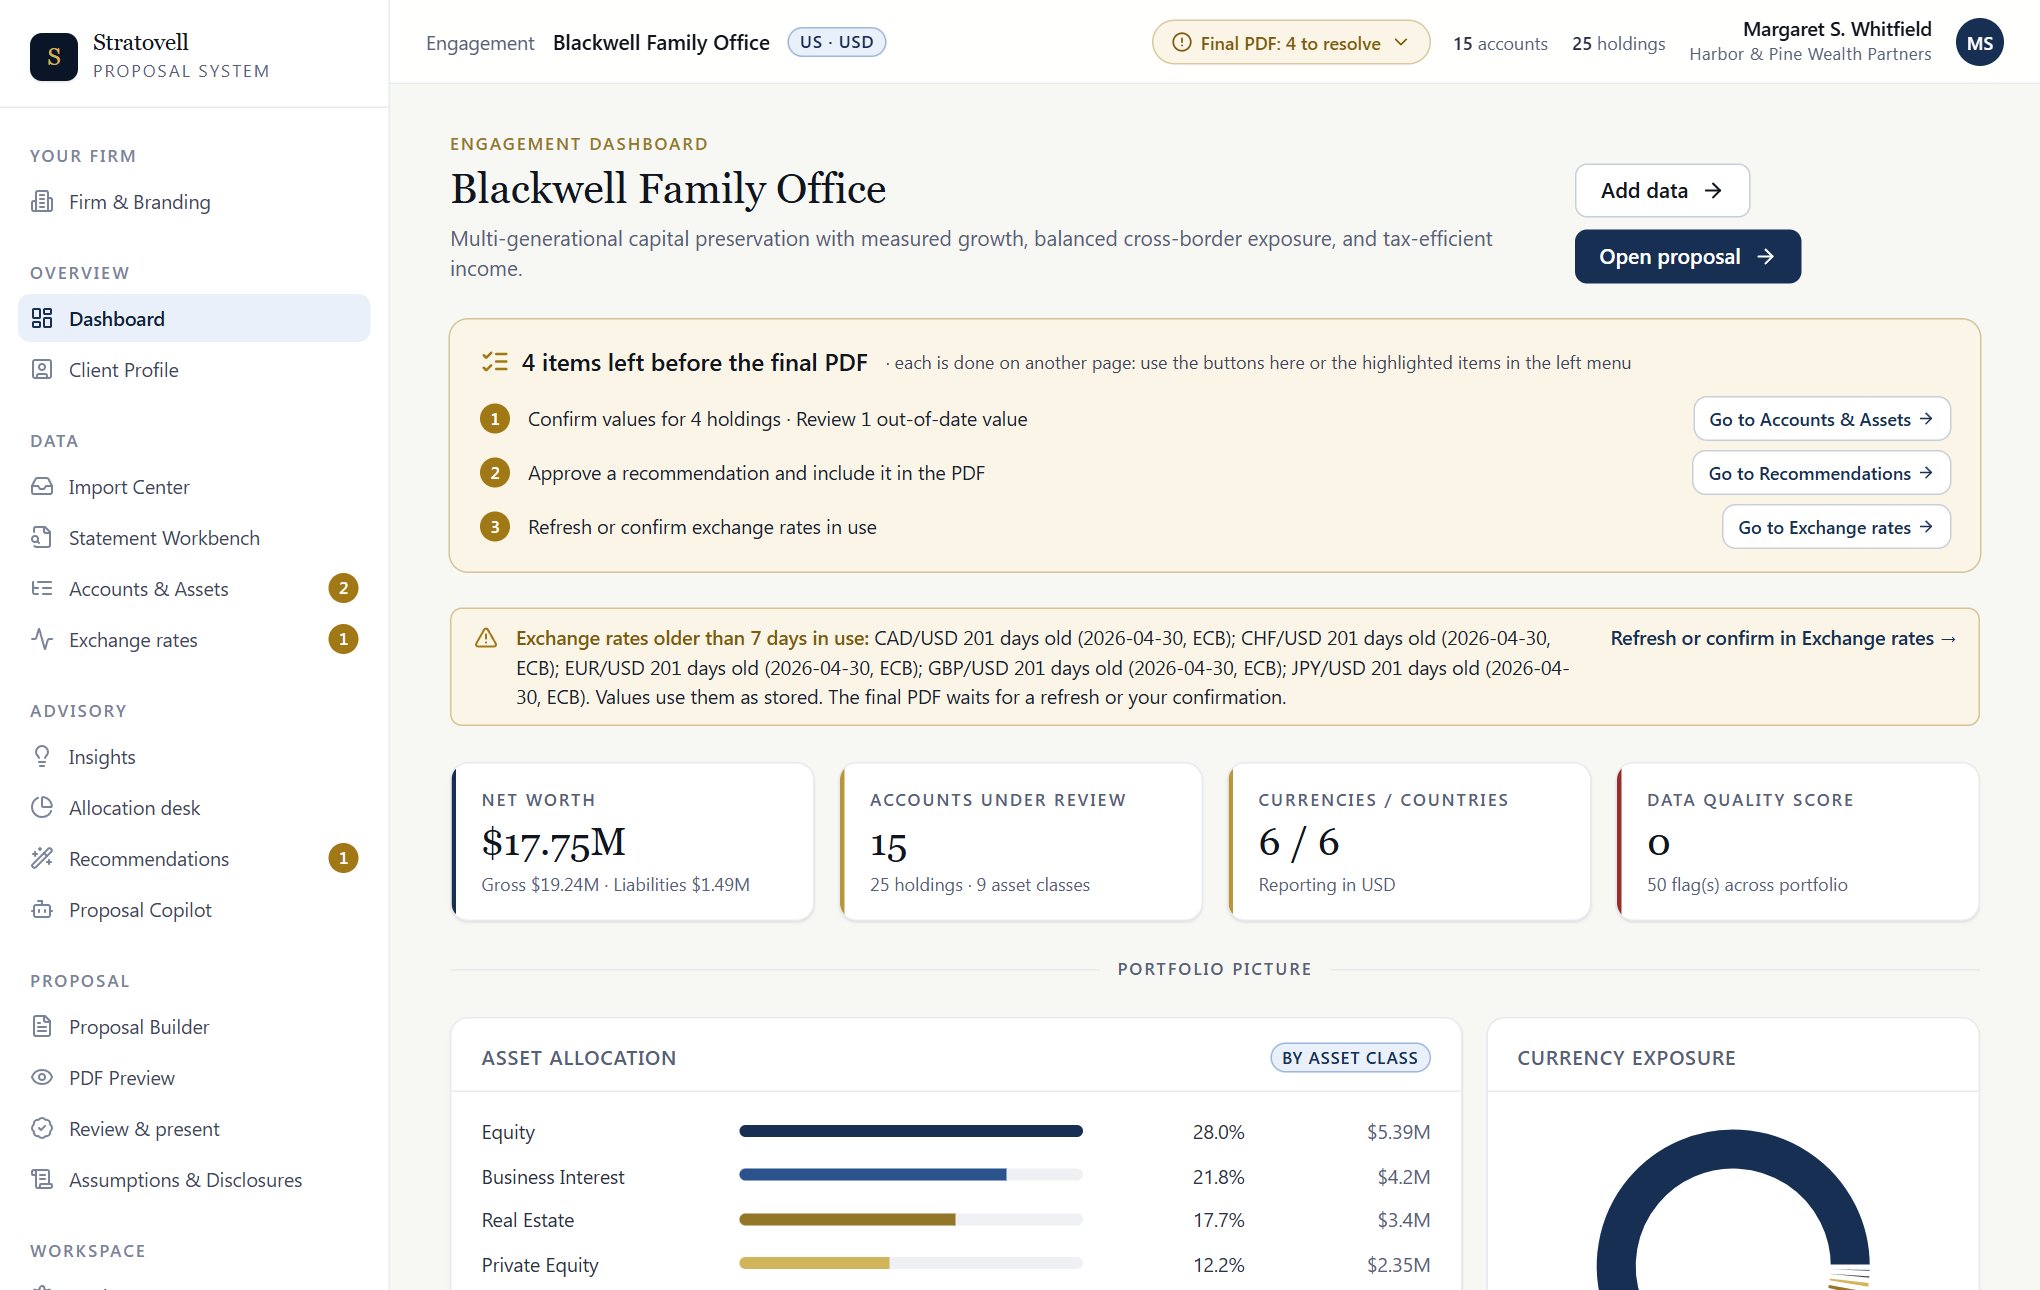 S
Stratovell
PROPOSAL SYSTEM
YOUR FIRM
Firm & Branding
OVERVIEW
Dashboard
Client Profile
DATA
Import Center
Statement Workbench
Accounts & Assets 2
Exchange rates 1
ADVISORY
Insights
Allocation desk
Recommendations 1
Proposal Copilot
PROPOSAL
Proposal Builder
PDF Preview
Review & present
Assumptions & Disclosures
WORKSPACE
Engagement Blackwell Family Office US · USD
Final PDF: 4 to resolve
15 accounts 25 holdings
Margaret S. Whitfield
Harbor & Pine Wealth Partners
MS
ENGAGEMENT DASHBOARD
Blackwell Family Office
Multi-generational capital preservation with measured growth, balanced cross-border exposure, and tax-efficient
income.
Add data →
Open proposal →
4 items left before the final PDF · each is done on another page: use the buttons here or the highlighted items in the left menu
1 Confirm values for 4 holdings · Review 1 out-of-date value Go to Accounts & Assets →
2 Approve a recommendation and include it in the PDF Go to Recommendations →
3 Refresh or confirm exchange rates in use Go to Exchange rates →
Exchange rates older than 7 days in use: CAD/USD 201 days old (2026-04-30, ECB); CHF/USD 201 days old (2026-04-30,
ECB); EUR/USD 201 days old (2026-04-30, ECB); GBP/USD 201 days old (2026-04-30, ECB); JPY/USD 201 days old (2026-04-
30, ECB). Values use them as stored. The final PDF waits for a refresh or your confirmation.
Refresh or confirm in Exchange rates →
NET WORTH
$17.75M
Gross $19.24M · Liabilities $1.49M
ACCOUNTS UNDER REVIEW
15
25 holdings · 9 asset classes
CURRENCIES / COUNTRIES
6 / 6
Reporting in USD
DATA QUALITY SCORE
0
50 flag(s) across portfolio
PORTFOLIO PICTURE
ASSET ALLOCATION BY ASSET CLASS
Equity 28.0% $5.39M
Business Interest 21.8% $4.2M
Real Estate 17.7% $3.4M
Private Equity 12.2% $2.35M
CURRENCY EXPOSURE